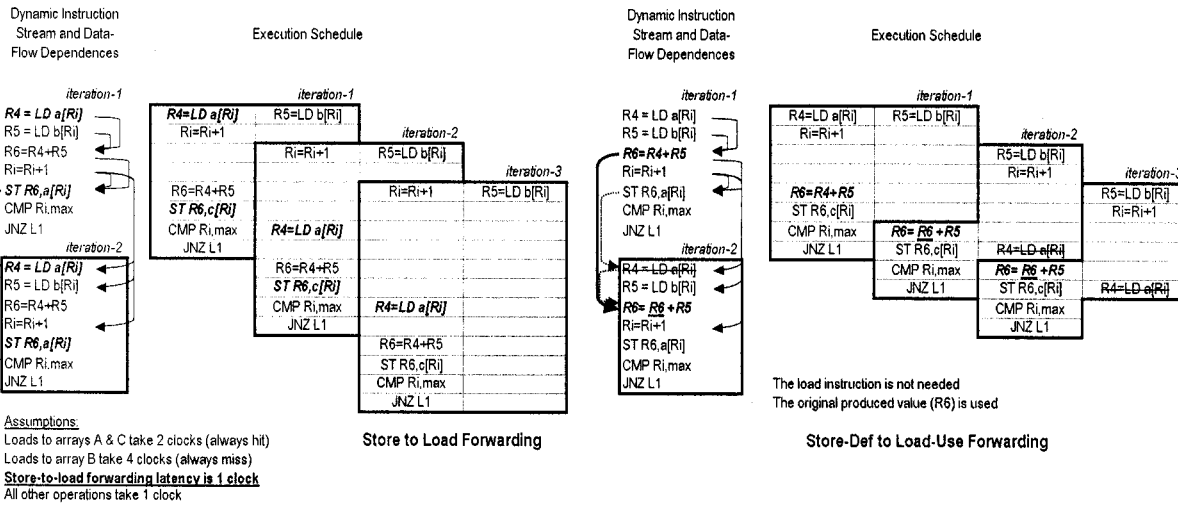 Dynamic Instruction
Stream and Data-
Flow Dependences
Execution Schedule
iteration-1
R4 = LD a[Ri]
R5 = LD b[Ri]
R6=R4+R5
Ri=Ri+1
ST R6,a[Ri]
CMP Ri,max
JNZ L1
iteration-2
R4 = LD a[Ri]
R5 = LD b[Ri]
R6=R4+R5
Ri=Ri+1
ST R6,a[Ri]
CMP Ri,max
JNZ L1
iteration-1
R4=LD a[Ri] R5=LD b[Ri]
Ri=Ri+1
iteration-2
Ri=Ri+1 R5=LD b[Ri]
iteration-3
R6=R4+R5 Ri=Ri+1 R5=LD b[Ri]
ST R6,c[Ri]
CMP Ri,max R4=LD a[Ri]
JNZ L1
R6=R4+R5
ST R6,c[Ri]
CMP Ri,max R4=LD a[Ri]
JNZ L1
R6=R4+R5
ST R6,c[Ri]
CMP Ri,max
JNZ L1
Assumptions:
Loads to arrays A & C take 2 clocks (always hit)
Loads to array B take 4 clocks (always miss)
Store-to-load forwarding latency is 1 clock
All other operations take 1 clock
Store to Load Forwarding
Dynamic Instruction
Stream and Data-
Flow Dependences
Execution Schedule
iteration-1
R4 = LD a[Ri]
R5 = LD b[Ri]
R6=R4+R5
Ri=Ri+1
ST R6,a[Ri]
CMP Ri,max
JNZ L1
iteration-2
R4 = LD a[Ri]
R5 = LD b[Ri]
R6= R6 +R5
Ri=Ri+1
ST R6,a[Ri]
CMP Ri,max
JNZ L1
iteration-1
R4=LD a[Ri] R5=LD b[Ri]
Ri=Ri+1
iteration-2
R5=LD b[Ri]
Ri=Ri+1
iteration-3
R6=R4+R5 R5=LD b[Ri]
ST R6,c[Ri] Ri=Ri+1
CMP Ri,max R6= R6 +R5
JNZ L1 ST R6,c[Ri] R4=LD a[Ri]
CMP Ri,max R6= R6 +R5
JNZ L1 ST R6,c[Ri] R4=LD a[Ri]
CMP Ri,max
JNZ L1
The load instruction is not needed
The original produced value (R6) is used
Store-Def to Load-Use Forwarding